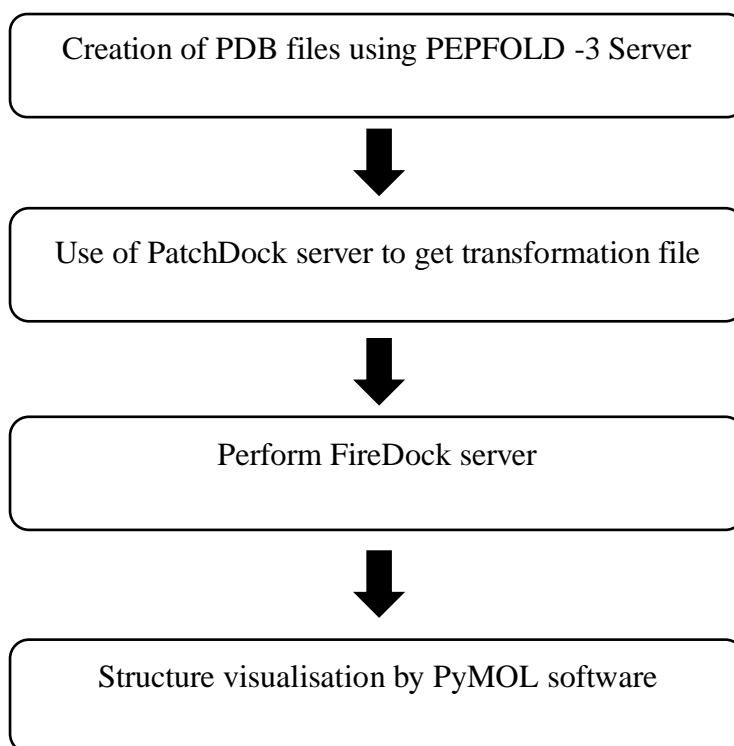 Creation of PDB files using PEPFOLD -3 Server
Use of PatchDock server to get transformation file
Perform FireDock server
Structure visualisation by PyMOL software